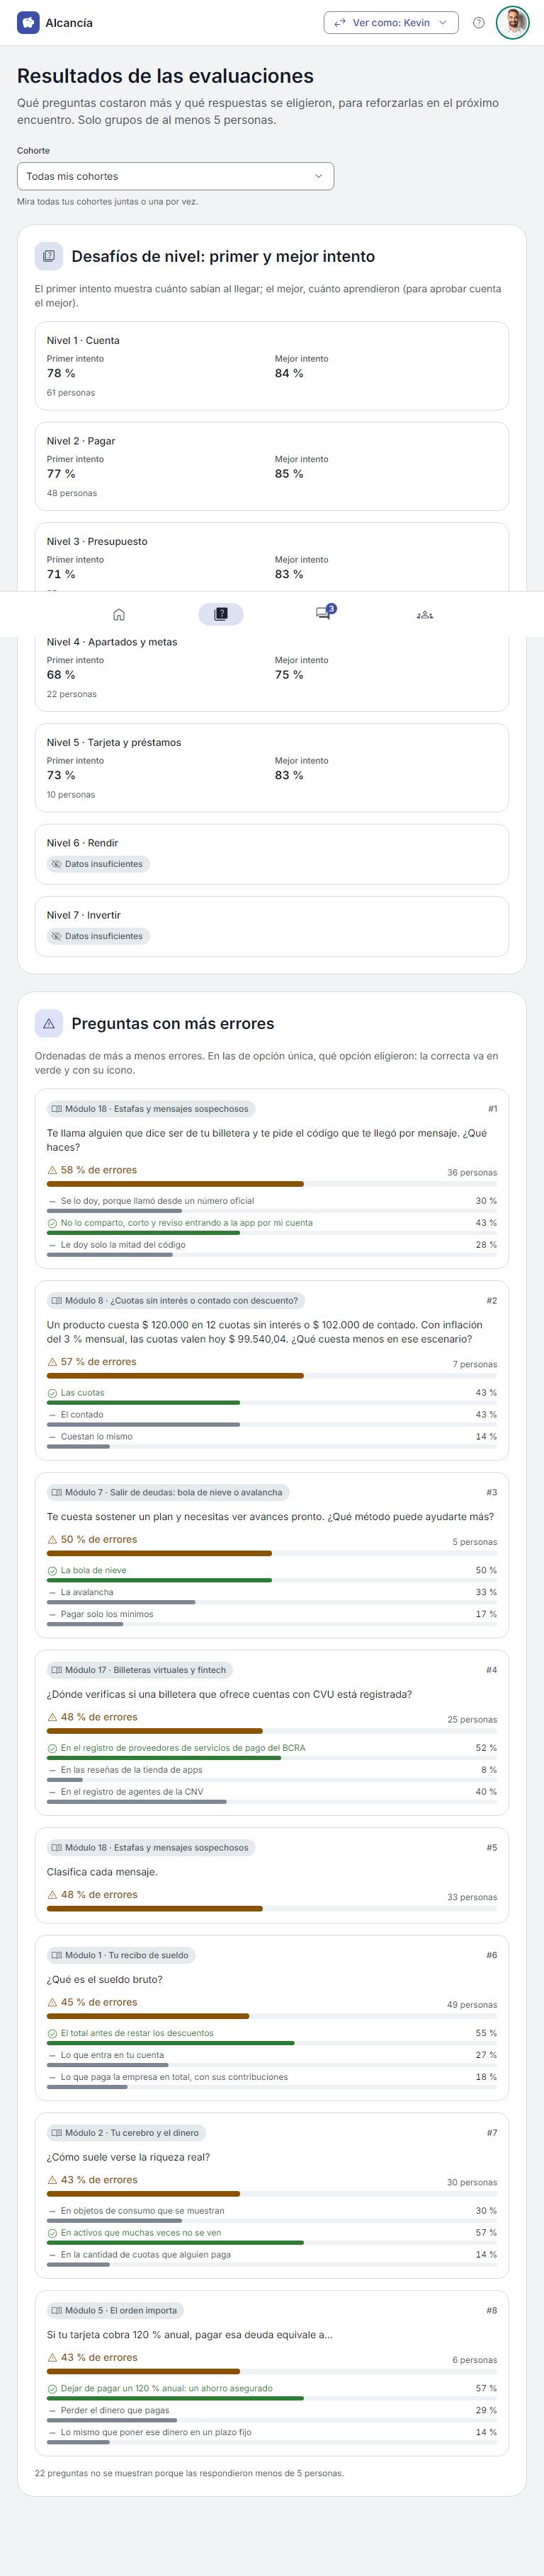 Alcancía
Ver como: Kevin
Resultados de las evaluaciones
Qué preguntas costaron más y qué respuestas se eligieron, para reforzarlas en el próximo
encuentro. Solo grupos de al menos 5 personas.
Cohorte
Todas mis cohortes
Mira todas tus cohortes juntas o una por vez.
Desafíos de nivel: primer y mejor intento
El primer intento muestra cuánto sabían al llegar; el mejor, cuánto aprendieron (para aprobar cuenta
el mejor).
Nivel 1 · Cuenta
Primer intento Mejor intento
78 % 84 %
61 personas
Nivel 2 · Pagar
Primer intento Mejor intento
77 % 85 %
48 personas
Nivel 3 · Presupuesto
Primer intento Mejor intento
71 % 83 %
3
Nivel 4 · Apartados y metas
Primer intento Mejor intento
68 % 75 %
22 personas
Nivel 5 · Tarjeta y préstamos
Primer intento Mejor intento
73 % 83 %
10 personas
Nivel 6 · Rendir
Datos insuficientes
Nivel 7 · Invertir
Datos insuficientes
Preguntas con más errores
Ordenadas de más a menos errores. En las de opción única, qué opción eligieron: la correcta va en
verde y con su ícono.
Módulo 18 · Estafas y mensajes sospechosos #1
Te llama alguien que dice ser de tu billetera y te pide el código que te llegó por mensaje. ¿Qué
haces?
58 % de errores 36 personas
Se lo doy, porque llamó desde un número oficial 30 %
No lo comparto, corto y reviso entrando a la app por mi cuenta 43 %
Le doy solo la mitad del código 28 %
Módulo 8 · ¿Cuotas sin interés o contado con descuento? #2
Un producto cuesta $ 120.000 en 12 cuotas sin interés o $ 102.000 de contado. Con inflación
del 3 % mensual, las cuotas valen hoy $ 99.540,04. ¿Qué cuesta menos en ese escenario?
57 % de errores 7 personas
Las cuotas 43 %
El contado 43 %
Cuestan lo mismo 14 %
Módulo 7 · Salir de deudas: bola de nieve o avalancha #3
Te cuesta sostener un plan y necesitas ver avances pronto. ¿Qué método puede ayudarte más?
50 % de errores 5 personas
La bola de nieve 50 %
La avalancha 33 %
Pagar solo los mínimos 17 %
Módulo 17 · Billeteras virtuales y fintech #4
¿Dónde verificas si una billetera que ofrece cuentas con CVU está registrada?
48 % de errores 25 personas
En el registro de proveedores de servicios de pago del BCRA 52 %
En las reseñas de la tienda de apps 8 %
En el registro de agentes de la CNV 40 %
Módulo 18 · Estafas y mensajes sospechosos #5
Clasifica cada mensaje.
48 % de errores 33 personas
Módulo 1 · Tu recibo de sueldo #6
¿Qué es el sueldo bruto?
45 % de errores 49 personas
El total antes de restar los descuentos 55 %
Lo que entra en tu cuenta 27 %
Lo que paga la empresa en total, con sus contribuciones 18 %
Módulo 2 · Tu cerebro y el dinero #7
¿Cómo suele verse la riqueza real?
43 % de errores 30 personas
En objetos de consumo que se muestran 30 %
En activos que muchas veces no se ven 57 %
En la cantidad de cuotas que alguien paga 14 %
Módulo 5 · El orden importa #8
Si tu tarjeta cobra 120 % anual, pagar esa deuda equivale a...
43 % de errores 6 personas
Dejar de pagar un 120 % anual: un ahorro asegurado 57 %
Perder el dinero que pagas 29 %
Lo mismo que poner ese dinero en un plazo fijo 14 %
22 preguntas no se muestran porque las respondieron menos de 5 personas.